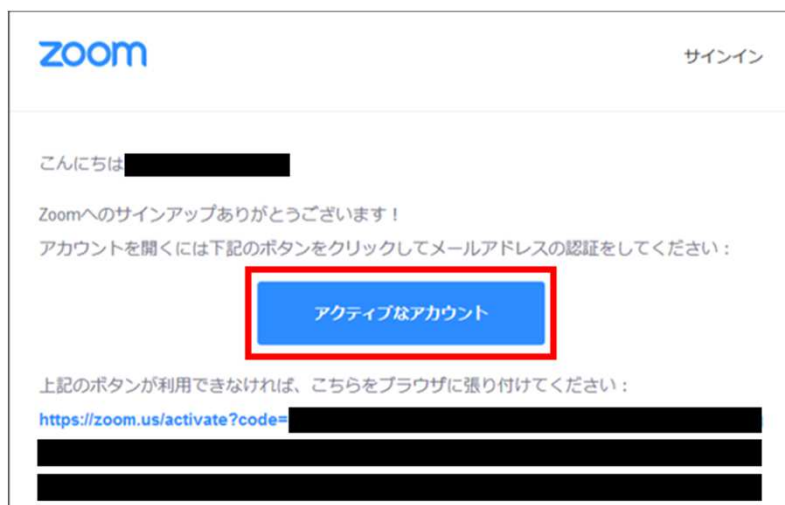 zoom
サインイン
こんにちは
Zoomへのサインアップありがとうございます！
アカウントを開くには下記のボタンをクリックしてメールアドレスの認証をしてください：
アクティブなアカウント
上記のボタンが利用できなければ、こちらをブラウザに張り付けてください：
https://zoom.us/activate?code=